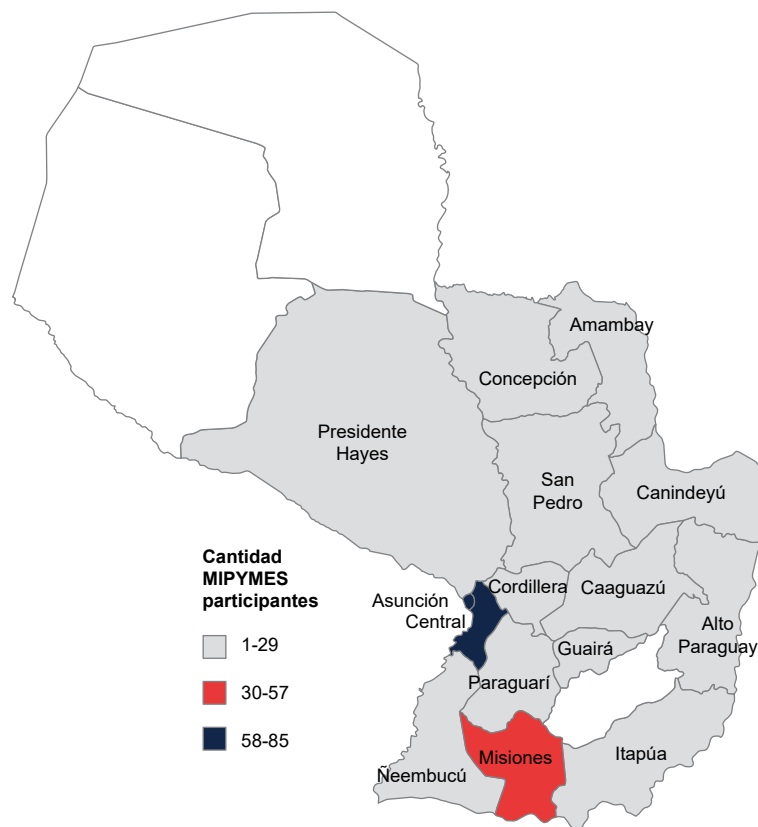 Amambay
Concepción
Presidente
Hayes
San
Pedro
Canindeyú
Cantidad
MIPYMES
participantes
1-29
30-57
58-85
Asunción
Central
Cordillera
Caaguazú
Alto
Paraguay
Guairá
Paraguarí
Misiones
Itapúa
Ñeembucú